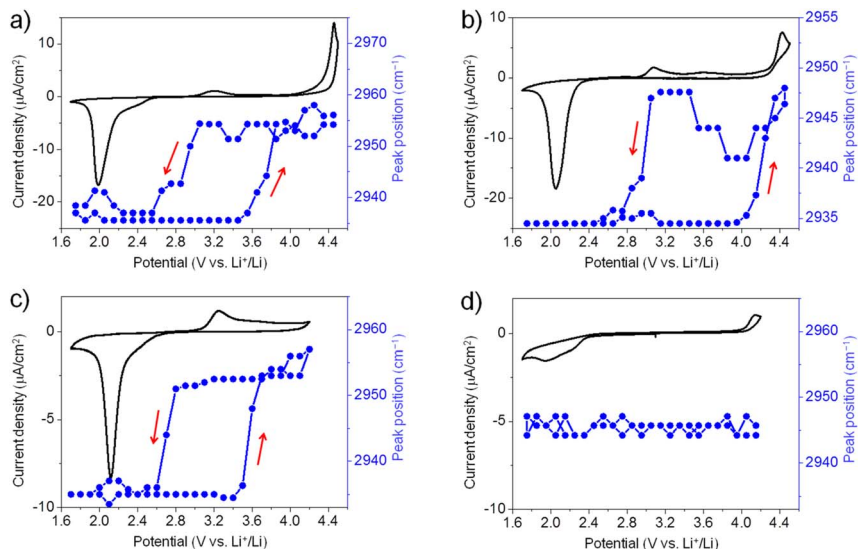 a)
10
0
-10
-20
Current density (µA/cm²)
1.6 2.0 2.4 2.8 3.2 3.6 4.0 4.4
Potential (V vs. Li⁺/Li)
2970
2960
2950
2940
Peak position (cm⁻¹)
b)
10
5
0
-5
-10
-15
-20
Current density (µA/cm²)
1.6 2.0 2.4 2.8 3.2 3.6 4.0 4.4
Potential (V vs. Li⁺/Li)
2955
2950
2945
2940
2935
Peak position (cm⁻¹)
c)
0
-5
-10
Current density (µA/cm²)
1.6 2.0 2.4 2.8 3.2 3.6 4.0 4.4
Potential (V vs. Li⁺/Li)
2960
2950
2940
Peak position (cm⁻¹)
d)
5
0
-5
-10
Current density (µA/cm²)
1.6 2.0 2.4 2.8 3.2 3.6 4.0 4.4
Potential (V vs. Li⁺/Li)
2960
2950
2940
Peak position (cm⁻¹)